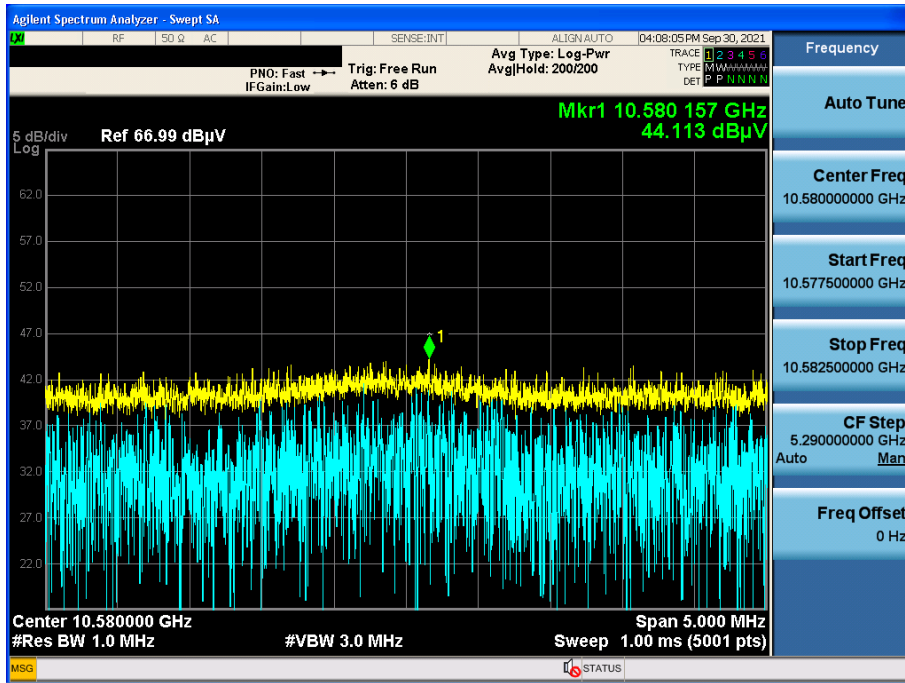 Agilent Spectrum Analyzer - Swept SA
LXI RF 50 Ω AC SENSE:INT ALIGNAUTO 04:08:05 PM Sep 30, 2021
PNO: Fast Trig: Free Run Avg Type: Log-Pwr TRACE 1 2 3 4 5 6
IFGain:Low Atten: 6 dB Avg|Hold: 200/200 TYPE MWWWWW
DET P P N N N N
Mkr1 10.580 157 GHz
44.113 dBµV
5 dB/div Ref 66.99 dBµV
Log
62.0
57.0
52.0
47.0
1
42.0
37.0
32.0
27.0
22.0
Center 10.580000 GHz Span 5.000 MHz
#Res BW 1.0 MHz #VBW 3.0 MHz Sweep 1.00 ms (5001 pts)
MSG STATUS
Frequency
Auto Tune
Center Freq
10.580000000 GHz
Start Freq
10.577500000 GHz
Stop Freq
10.582500000 GHz
CF Step
5.290000000 GHz
Auto Man
Freq Offset
0 Hz